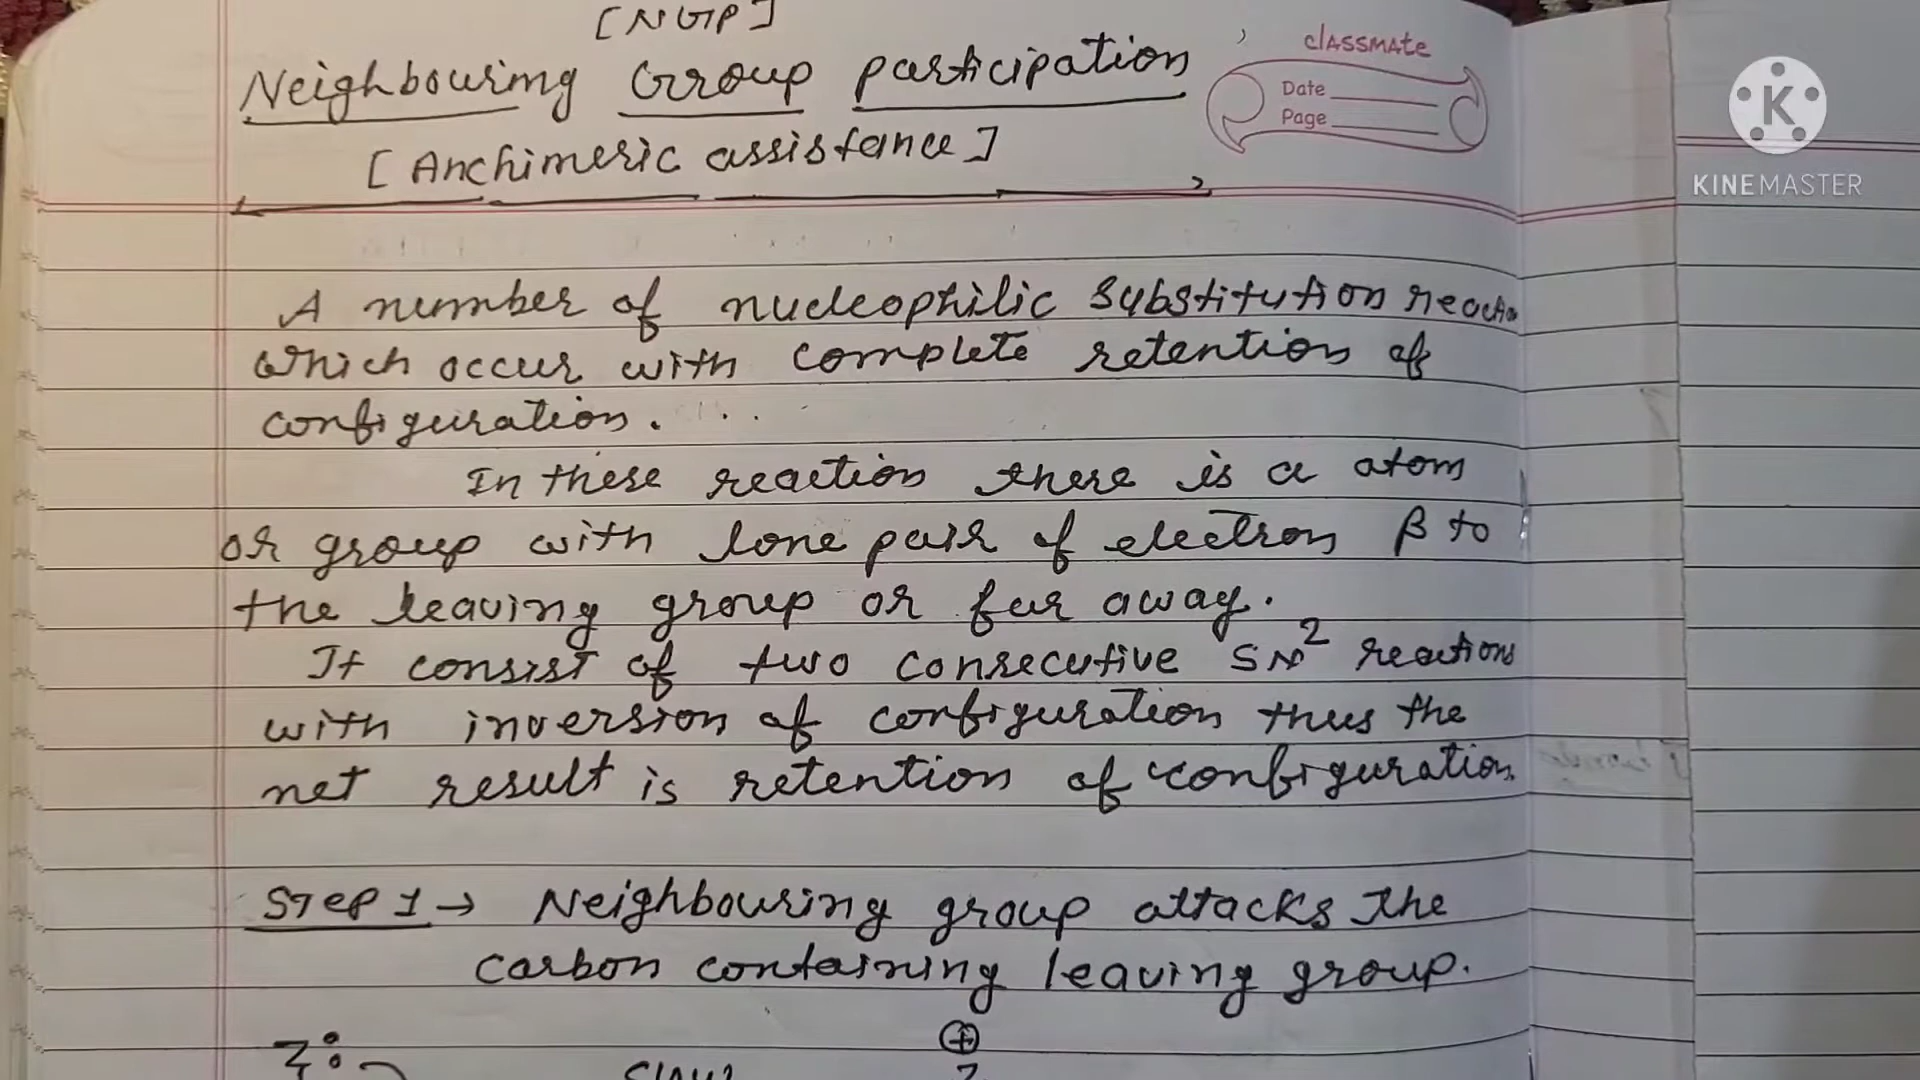 [NGP]
Neighbouring Group participation
[Anchimeric assistance]
classmate
Date
Page
K
KINEMASTER
A number of nucleophilic substitution reactio
which occur with complete retention of
configuration.
In these reaction there is a atom
or group with lone pair of electron β to
the leaving group or far away.
It consist of two consecutive SN² reactions
with inversion of configuration thus the
net result is retention of configuration.
STEP 1 → Neighbouring group attacks the
carbon containing leaving group.
Z:
⊕